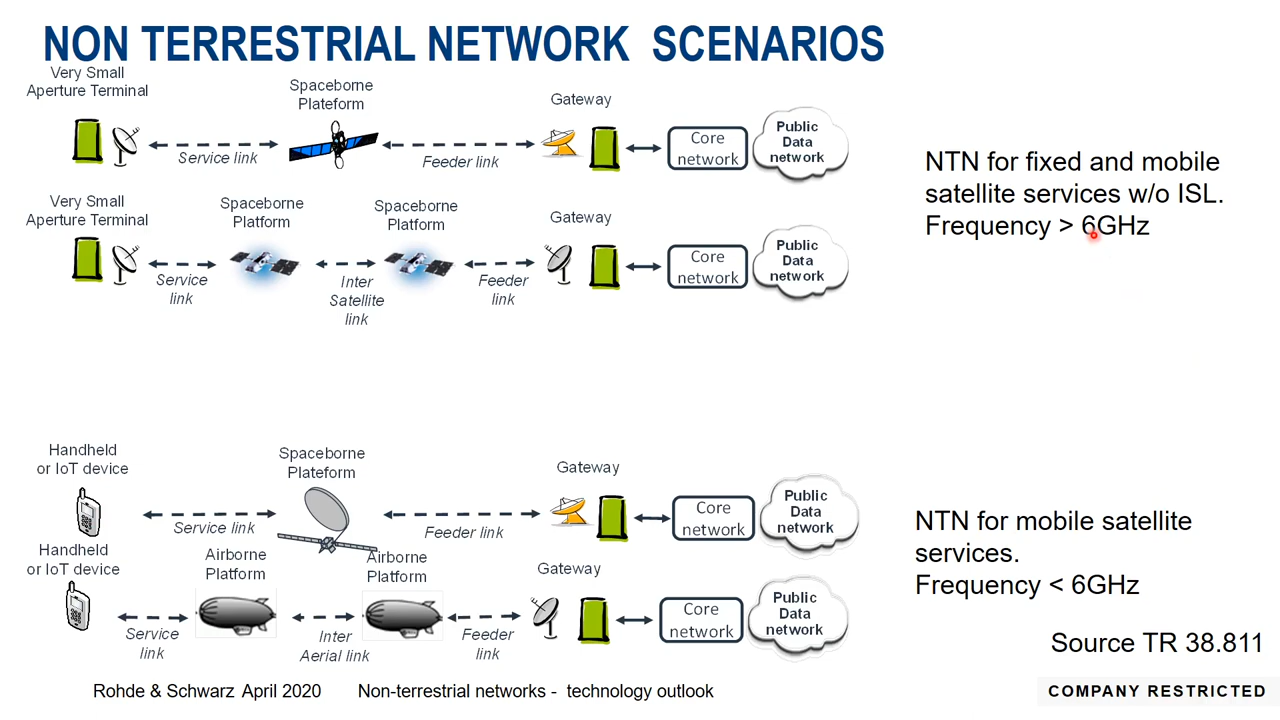 NON TERRESTRIAL NETWORK SCENARIOS
Very Small
Aperture Terminal
Spaceborne
Plateform
Gateway
Service link
Feeder link
Core
network
Public
Data
network
NTN for fixed and mobile
satellite services w/o ISL.
Frequency > 6GHz
Very Small
Aperture Terminal
Spaceborne
Platform
Spaceborne
Platform
Gateway
Service
link
Inter
Satellite
link
Feeder
link
Core
network
Public
Data
network
Handheld
or IoT device
Spaceborne
Plateform
Gateway
Service link
Feeder link
Core
network
Public
Data
network
NTN for mobile satellite
services.
Frequency < 6GHz
Handheld
or IoT device
Airborne
Platform
Airborne
Platform
Gateway
Service
link
Inter
Aerial link
Feeder
link
Core
network
Public
Data
network
Source TR 38.811
Rohde & Schwarz April 2020
Non-terrestrial networks - technology outlook
COMPANY RESTRICTED